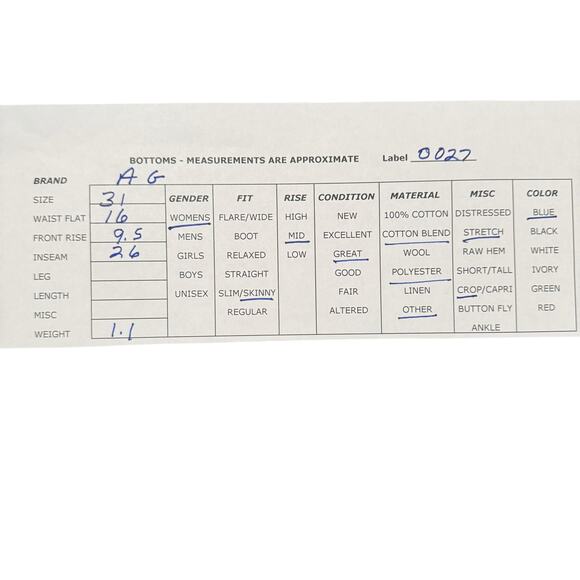 BOTTOMS - MEASUREMENTS ARE APPROXIMATE Label 0027
BRAND AG
SIZE 31 GENDER FIT RISE CONDITION MATERIAL MISC COLOR
WAIST FLAT 16 WOMENS FLARE/WIDE HIGH NEW 100% COTTON DISTRESSED BLUE
FRONT RISE 9.5 MENS BOOT MID EXCELLENT COTTON BLEND STRETCH BLACK
INSEAM 26 GIRLS RELAXED LOW GREAT WOOL RAW HEM WHITE
LEG BOYS STRAIGHT GOOD POLYESTER SHORT/TALL IVORY
LENGTH UNISEX SLIM/SKINNY FAIR LINEN CROP/CAPRI GREEN
MISC REGULAR ALTERED OTHER BUTTON FLY RED
WEIGHT 1.1 ANKLE